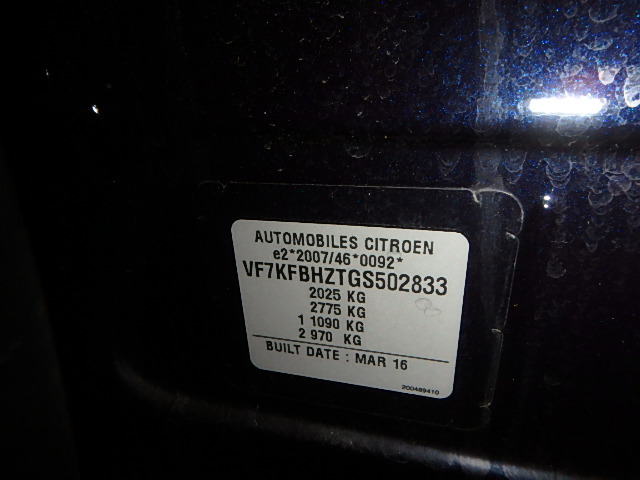 AUTOMOBILES CITROEN
e2*2007/46*0092*
VF7KFBHZTGS502833
2025 KG
2775 KG
1 1090 KG
2 970 KG
BUILT DATE : MAR 16
200489410